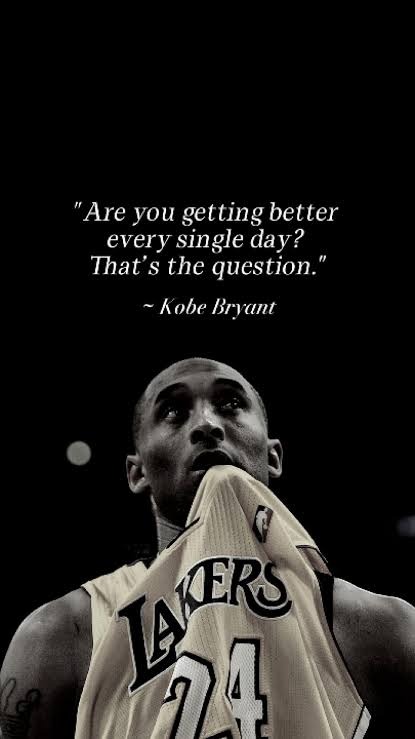 "Are you getting better
every single day?
That's the question."
~ Kobe Bryant
LAKERS
24